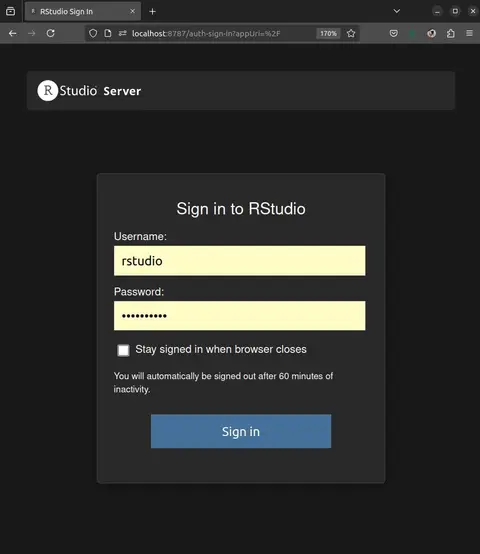 RStudio Sign In
localhost:8787/auth-sign-in?appUri=%2F
170%
R Studio Server
Sign in to RStudio
Username:
rstudio
Password:
••••••••••
Stay signed in when browser closes
You will automatically be signed out after 60 minutes of
inactivity.
Sign in